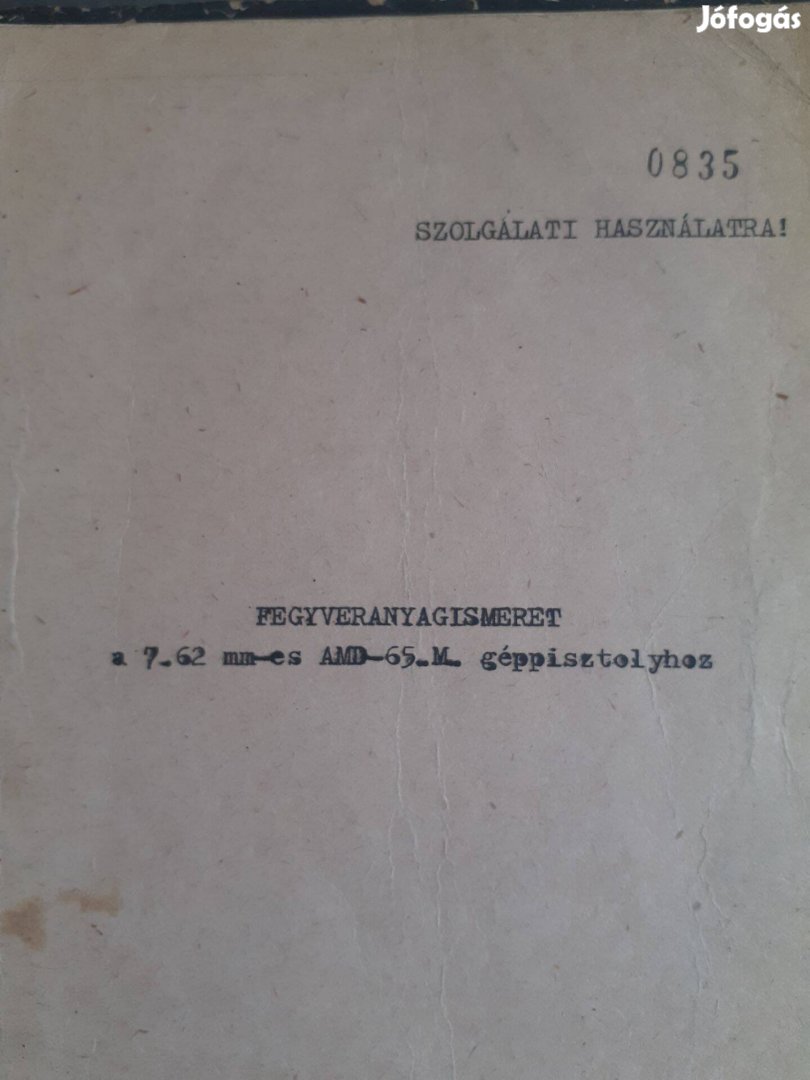 Jófogás
0835
SZOLGÁLATI HASZNÁLATRA!
FEGYVERANYAGISMERET
a 7.62 mm-es AMD-65.M. géppisztolyhoz